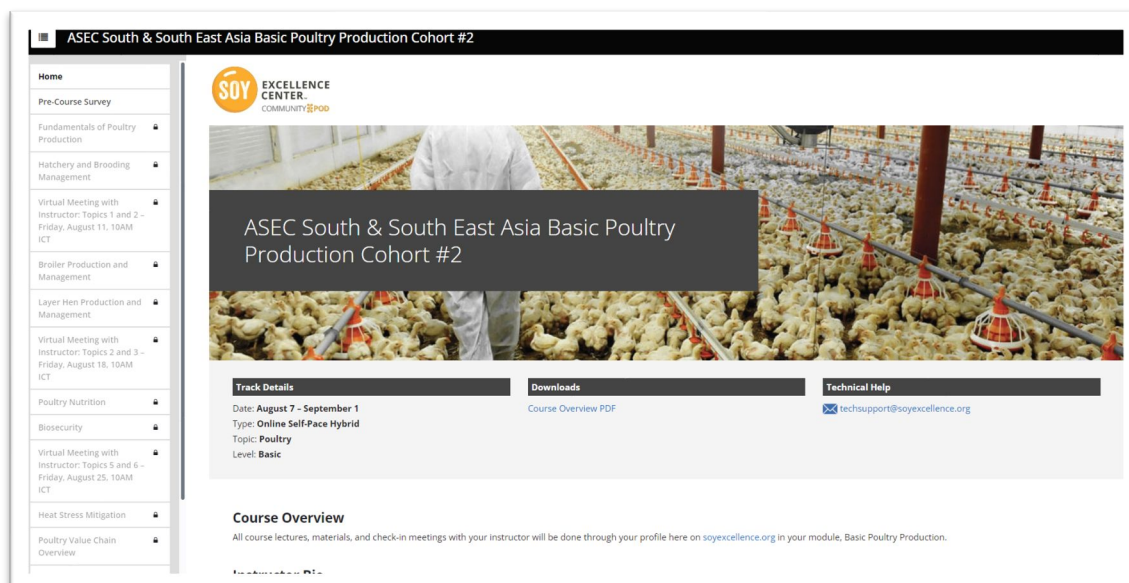 ASEC South & South East Asia Basic Poultry Production Cohort #2
Home
Pre-Course Survey
Fundamentals of Poultry
Production
Hatchery and Brooding
Management
Virtual Meeting with
Instructor: Topics 1 and 2 –
Friday, August 11, 10AM
ICT
Broiler Production and
Management
Layer Hen Production and
Management
Virtual Meeting with
Instructor: Topics 2 and 3 –
Friday, August 18, 10AM
ICT
Poultry Nutrition
Biosecurity
Virtual Meeting with
Instructor: Topics 5 and 6 –
Friday, August 25, 10AM
ICT
Heat Stress Mitigation
Poultry Value Chain
Overview
SOY EXCELLENCE
CENTER
COMMUNITY POD
ASEC South & South East Asia Basic Poultry
Production Cohort #2
Track Details
Date: August 7 – September 1
Type: Online Self-Pace Hybrid
Topic: Poultry
Level: Basic
Downloads
Course Overview PDF
Technical Help
techsupport@soyexcellence.org
Course Overview
All course lectures, materials, and check-in meetings with your instructor will be done through your profile here on soyexcellence.org in your module, Basic Poultry Production.
Instructor Bio